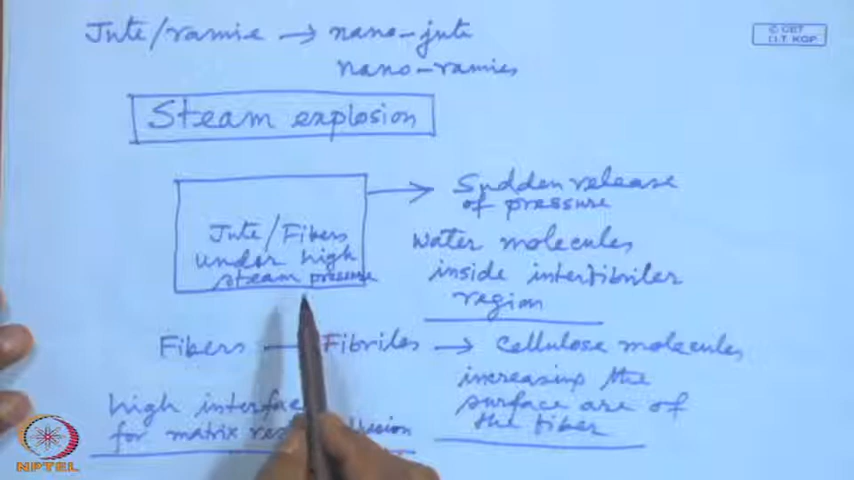 Jute/ramie → nano-jute
nano-ramies
© CET
I.I.T. KGP
Steam explosion
Jute/Fibers
under high
steam pressure
Sudden release
of pressure
Water molecules
inside interfibriler
region
Fibers — Fibriles → Cellulose molecules
increasing the
surface are of
the fiber
high
for matrix
NPTEL